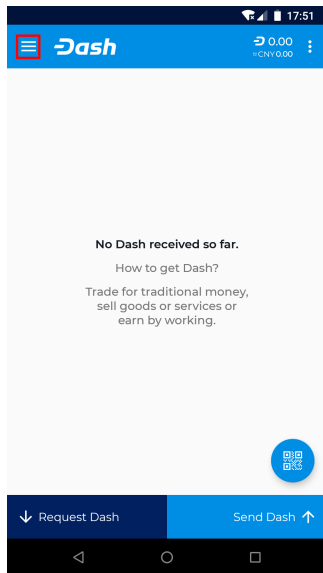 17:51
Dash
0.00
≈CNY0.00
No Dash received so far.
How to get Dash?
Trade for traditional money,
sell goods or services or
earn by working.
Request Dash
Send Dash